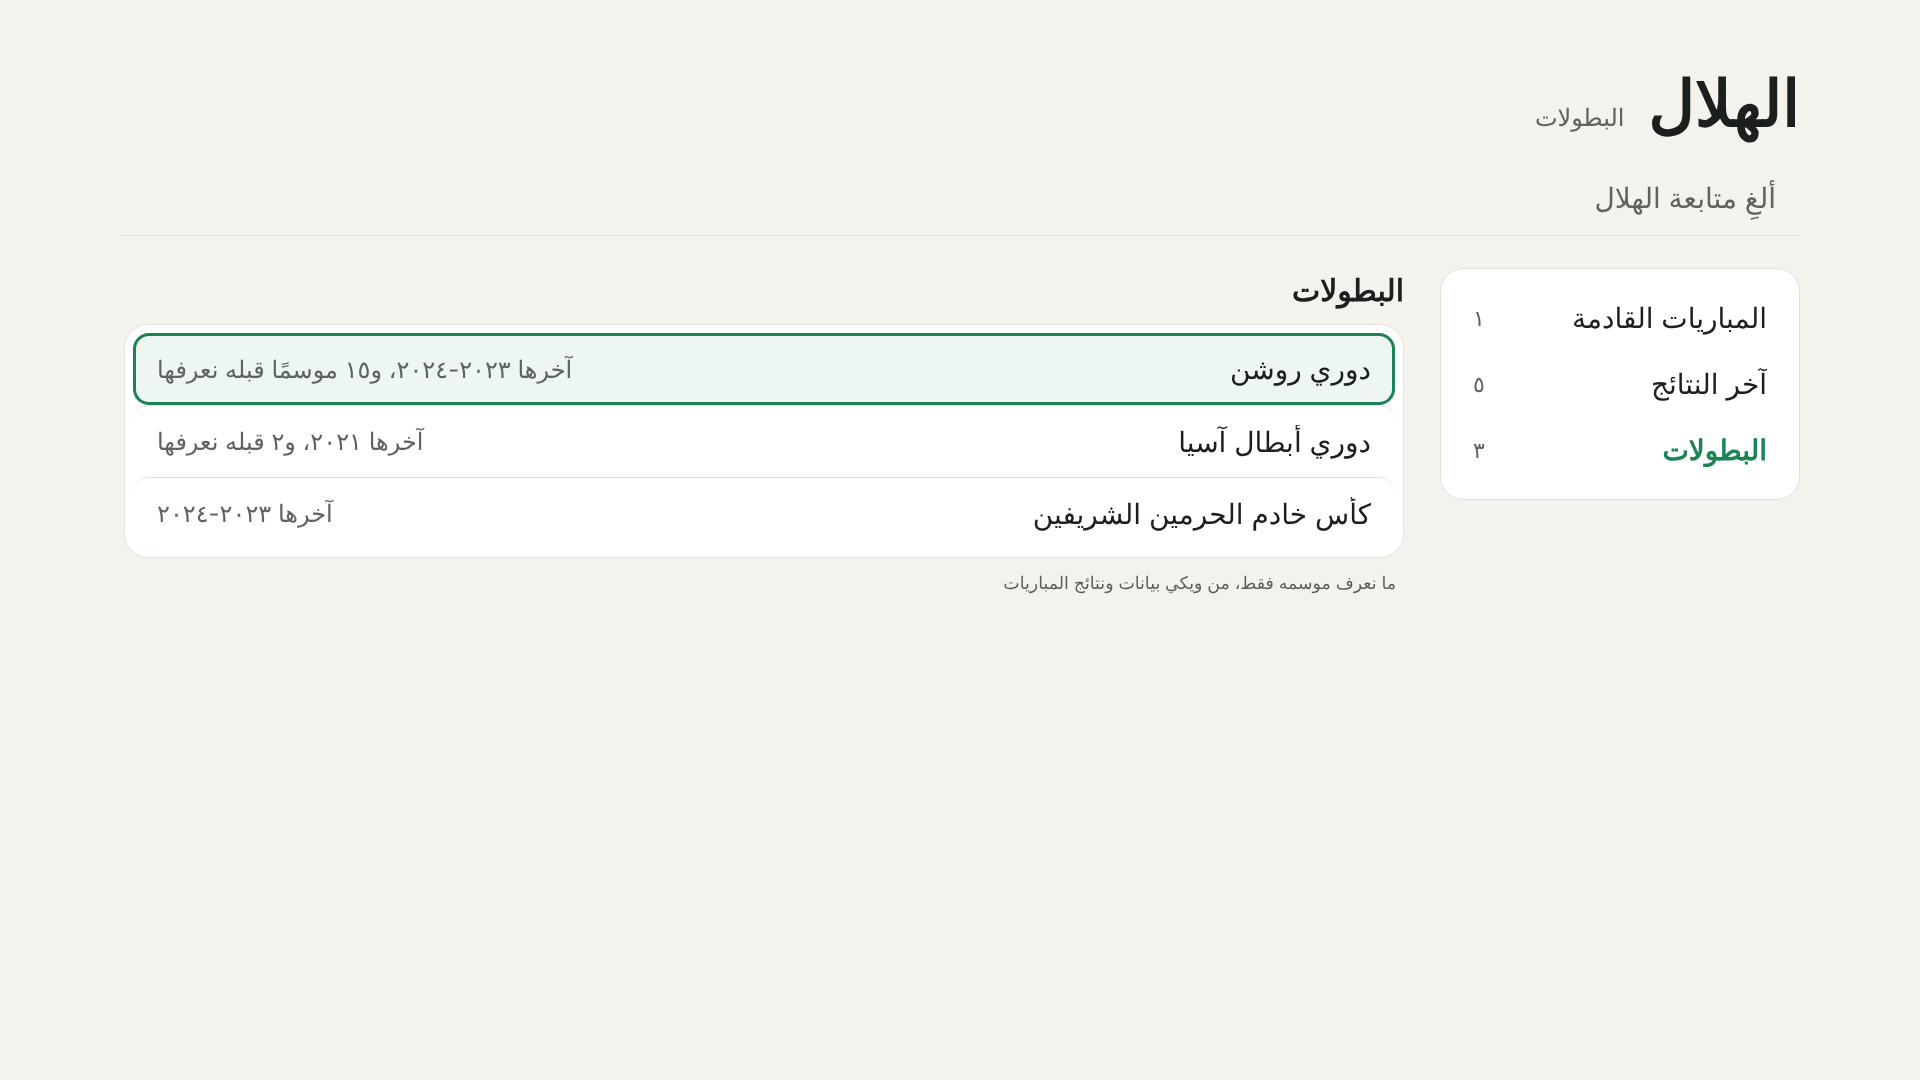 الهلال البطولات
ألغِ متابعة الهلال
المباريات القادمة ١
آخر النتائج ٥
البطولات ٣
البطولات
دوري روشن آخرها ٢٠٢٣-٢٠٢٤، و١٥ موسمًا قبله نعرفها
دوري أبطال آسيا آخرها ٢٠٢١، و٢ قبله نعرفها
كأس خادم الحرمين الشريفين آخرها ٢٠٢٣-٢٠٢٤
ما نعرف موسمه فقط، من ويكي بيانات ونتائج المباريات